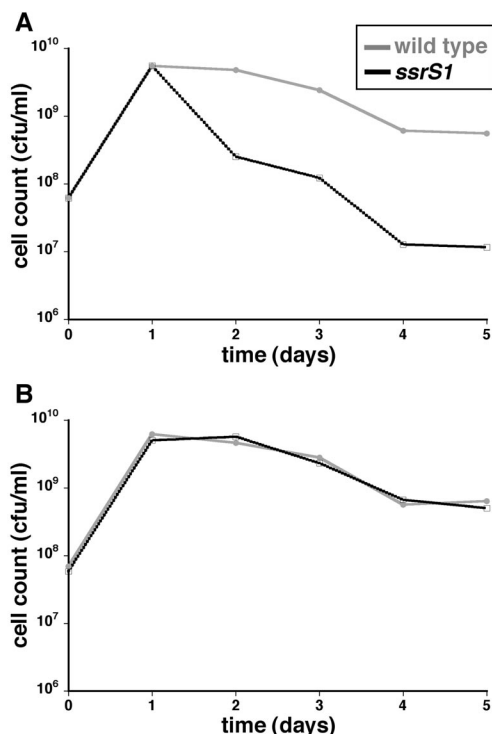 A
wild type
ssrS1
cell count (cfu/ml)
10^10
10^9
10^8
10^7
10^6
0 1 2 3 4 5
time (days)
B
cell count (cfu/ml)
10^10
10^9
10^8
10^7
10^6
0 1 2 3 4 5
time (days)